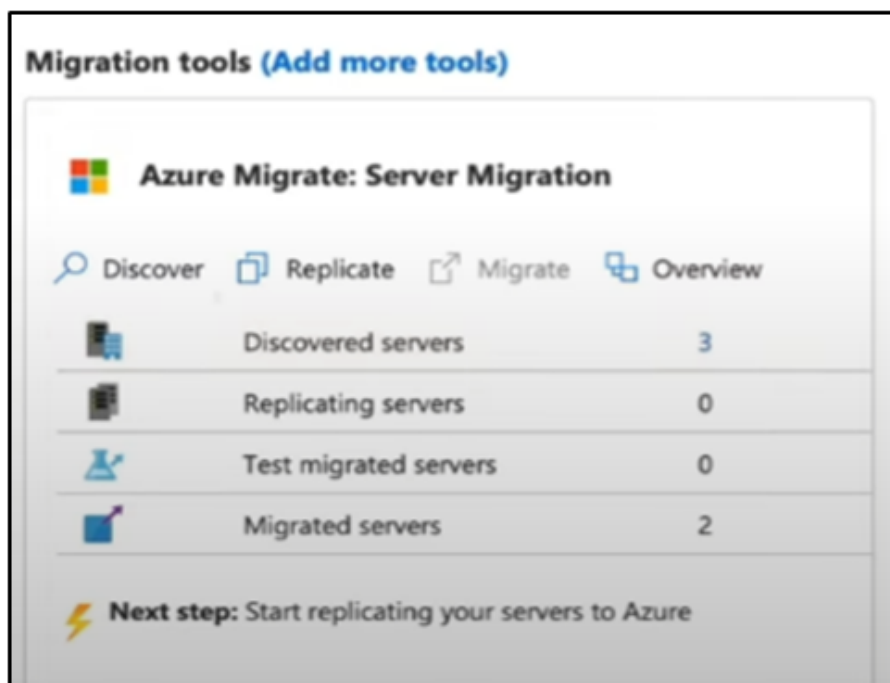 Migration tools (Add more tools)
Azure Migrate: Server Migration
Discover Replicate Migrate Overview
Discovered servers 3
Replicating servers 0
Test migrated servers 0
Migrated servers 2
Next step: Start replicating your servers to Azure